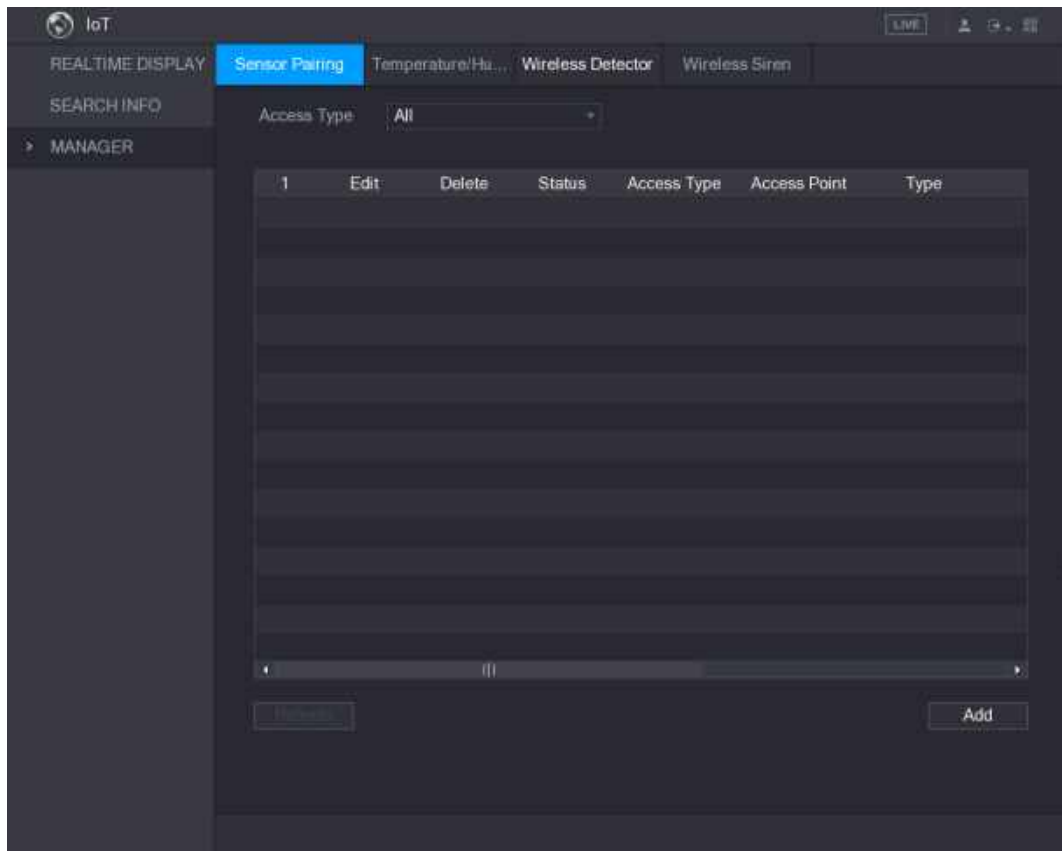 IoT
LIVE
REALTIME DISPLAY
Sensor Pairing
Temperature/Hu...
Wireless Detector
Wireless Siren
SEARCH INFO
Access Type
All
MANAGER
1 Edit Delete Status Access Type Access Point Type
Refresh
Add